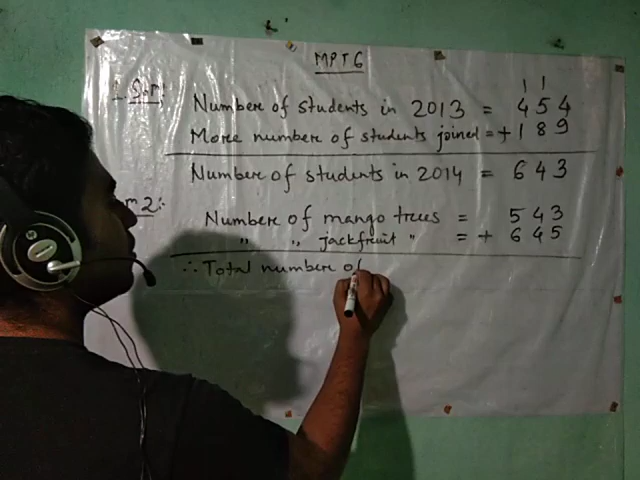 MPT6
1 1
Number of students in 2013 = 454
More number of students joined = + 189
Number of students in 2014 = 643
m 2:-
Number of mango trees = 543
" " jackfruit " = + 645
∴ Total number of